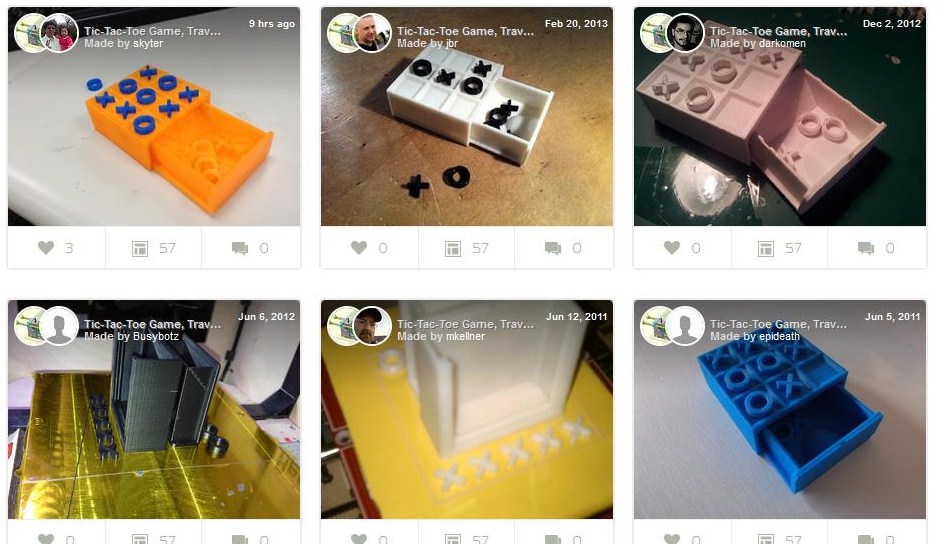 9 hrs ago
Tic-Tac-Toe Game, Trav...
Made by skyter
Feb 20, 2013
Tic-Tac-Toe Game, Trav...
Made by jbr
Dec 2, 2012
Tic-Tac-Toe Game, Trav...
Made by darkomen
3 57 0
0 57 0
0 57 0
Jun 6, 2012
Tic-Tac-Toe Game, Trav...
Made by Busybotz
Jun 12, 2011
Tic-Tac-Toe Game, Trav...
Made by mkellner
Jun 5, 2011
Tic-Tac-Toe Game, Trav...
Made by epideath
0 57 0
0 57 0
0 57 0